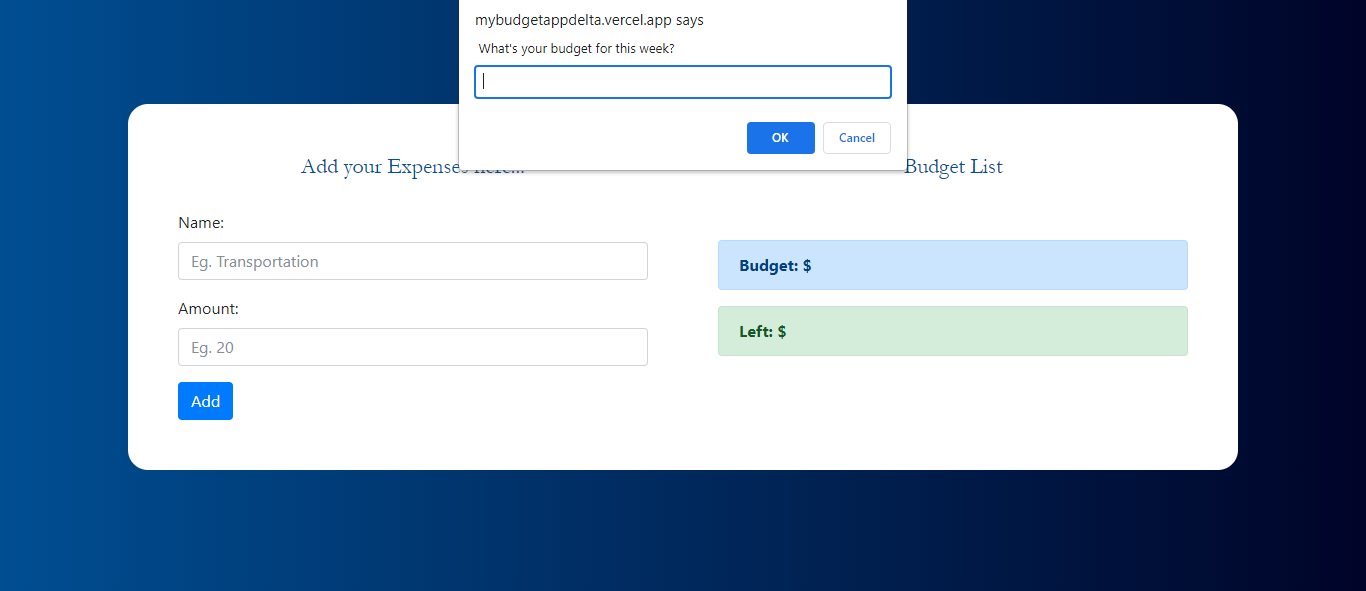 mybudgetappdelta.vercel.app says
What's your budget for this week?
OK
Cancel
Add your Expenses here...
Budget List
Name:
Eg. Transportation
Amount:
Eg. 20
Add
Budget: $
Left: $